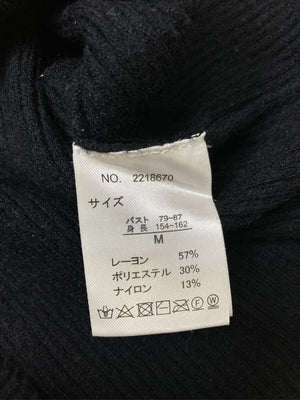 NO. 2218670
サイズ
バスト 79~87
身長 154~162
M
レーヨン 57%
ポリエステル 30%
ナイロン 13%